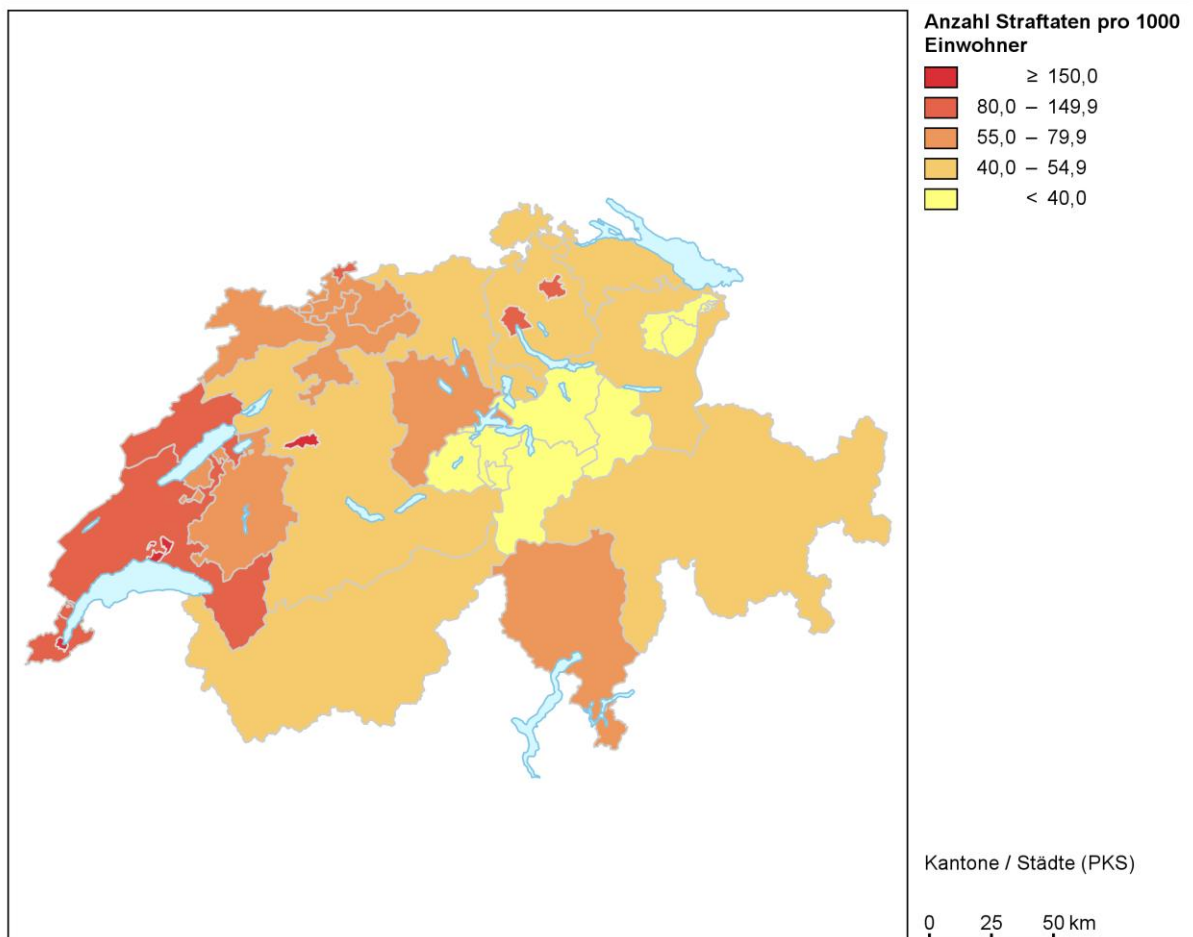 Anzahl Straftaten pro 1000
Einwohner
≥ 150,0
80,0 – 149,9
55,0 – 79,9
40,0 – 54,9
< 40,0
Kantone / Städte (PKS)
0 25 50 km